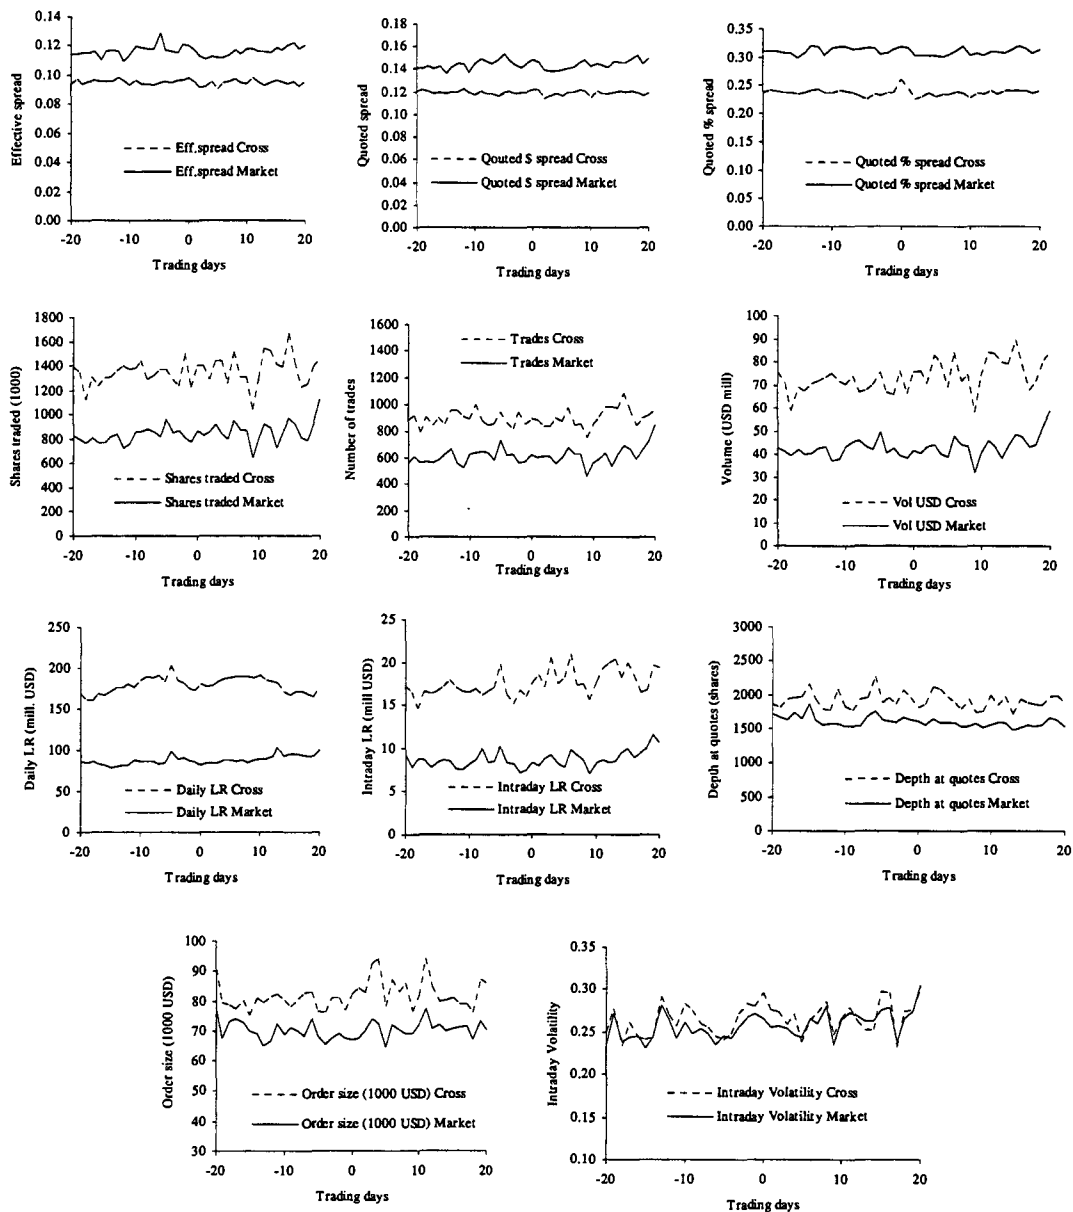 0.14
0.12
0.10
0.08
0.06
0.04
0.02
0.00
Effective spread
Eff.spread Cross
Eff.spread Market
-20 -10 0 10 20
Trading days
0.18
0.16
0.14
0.12
0.10
0.08
0.06
0.04
0.02
0.00
Quoted spread
Qouted $ spread Cross
Quoted $ spread Market
-20 -10 0 10 20
Trading days
0.35
0.30
0.25
0.20
0.15
0.10
0.05
0.00
Quoted % spread
Quoted % spread Cross
Quoted % spread Market
-20 -10 0 10 20
Trading days
1800
1600
1400
1200
1000
800
600
400
200
0
Shares traded (1000)
Shares traded Cross
Shares traded Market
-20 -10 0 10 20
Trading days
1600
1400
1200
1000
800
600
400
200
0
Number of trades
Trades Cross
Trades Market
-20 -10 0 10 20
Trading days
100
90
80
70
60
50
40
30
20
10
0
Volume (USD mill)
Vol USD Cross
Vol USD Market
-20 -10 0 10 20
Trading days
250
200
150
100
50
0
Daily LR (mill. USD)
Daily LR Cross
Daily LR Market
-20 -10 0 10 20
Trading days
25
20
15
10
5
0
Intraday LR (mill USD)
Intraday LR Cross
Intraday LR Market
-20 -10 0 10 20
Trading days
3000
2500
2000
1500
1000
500
0
Depth at quotes (shares)
Depth at quotes Cross
Depth at quotes Market
-20 -10 0 10 20
Trading days
100
90
80
70
60
50
40
30
Order size (1000 USD)
Order size (1000 USD) Cross
Order size (1000 USD) Market
-20 -10 0 10 20
Trading days
0.35
0.30
0.25
0.20
0.15
0.10
Intraday Volatility
Intraday Volatility Cross
Intraday Volatility Market
-20 -10 0 10 20
Trading days